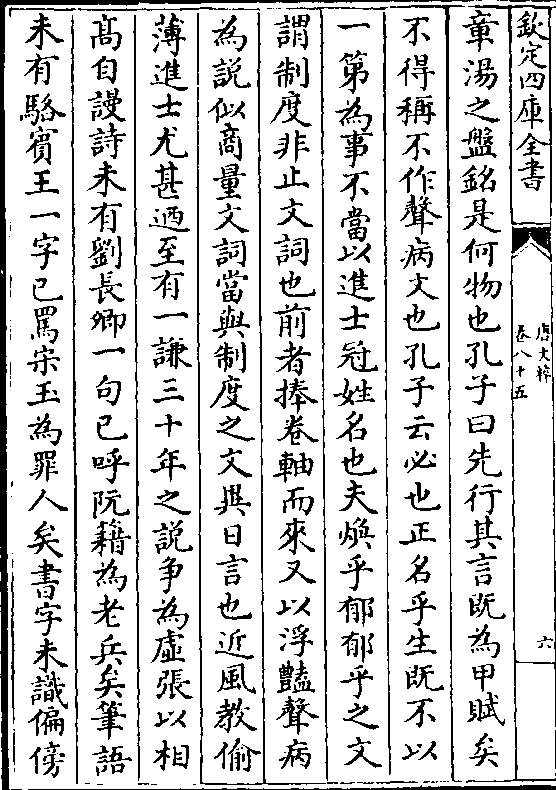 欽定四庫全書
唐文粹
卷八十五
六
章湯之盤銘是何物也孔子曰先行其言既為甲賦矣
不得稱不作聲病文也孔子云必也正名乎生既不以
一第為事不當以進士冠姓名也夫煥乎郁郁乎之文
謂制度非止文詞也前者捧卷軸而來又以浮豔聲病
為說似商量文詞當與制度之文異日言也近風教偷
薄進士尤甚迺至有一謙三十年之說爭為虛張以相
髙自謾詩未有劉長卿一句已呼阮籍為老兵矣筆語
未有駱賓王一字已罵宋玉為罪人矣書字未識偏傍